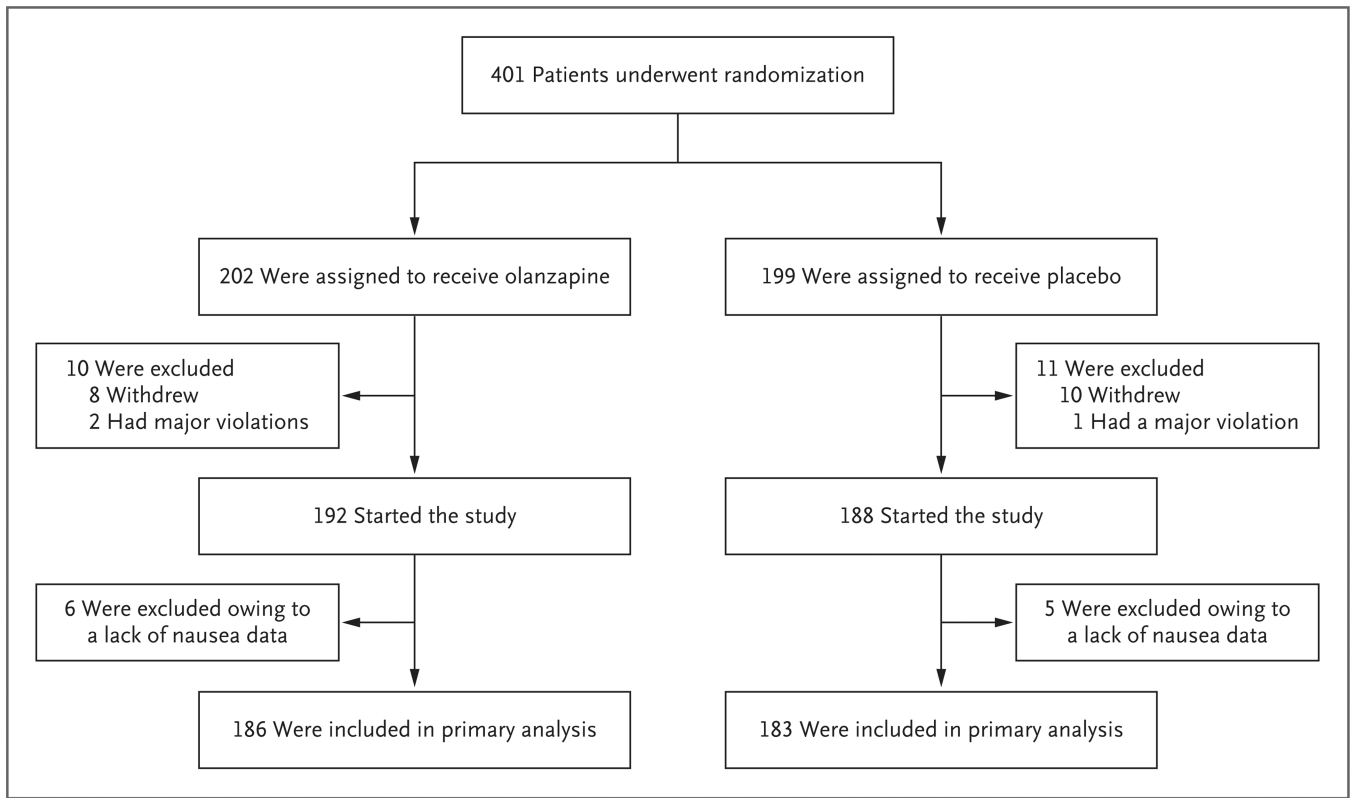 401 Patients underwent randomization
202 Were assigned to receive olanzapine
199 Were assigned to receive placebo
10 Were excluded
8 Withdrew
2 Had major violations
11 Were excluded
10 Withdrew
1 Had a major violation
192 Started the study
188 Started the study
6 Were excluded owing to
a lack of nausea data
5 Were excluded owing to
a lack of nausea data
186 Were included in primary analysis
183 Were included in primary analysis